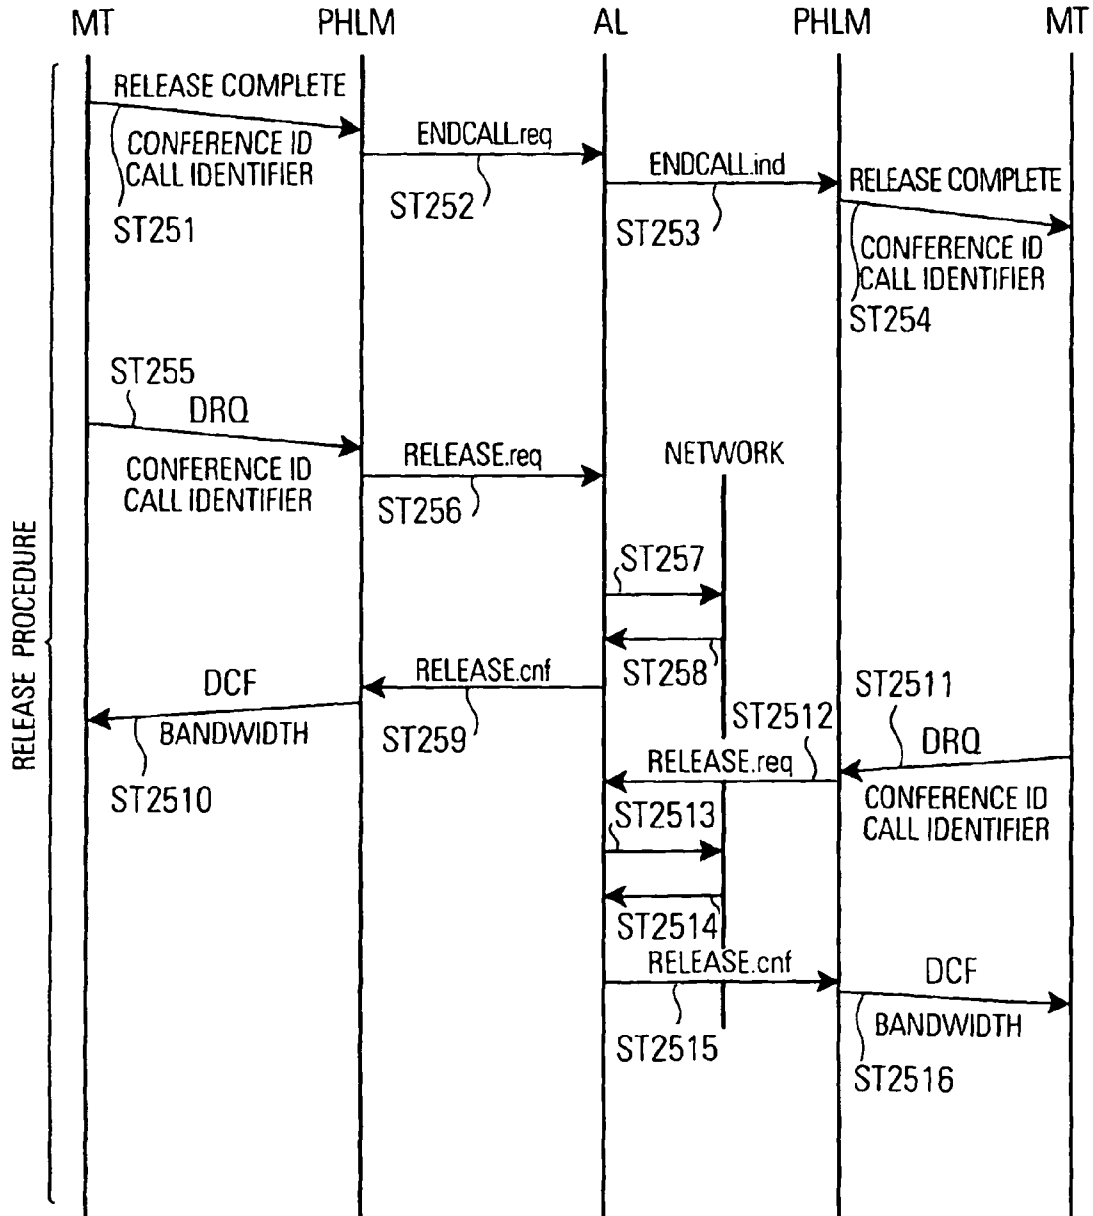 MT PHLM AL PHLM MT
RELEASE COMPLETE
CONFERENCE ID
CALL IDENTIFIER
ST251
ENDCALL.req
ST252
ENDCALL.ind
ST253
RELEASE COMPLETE
CONFERENCE ID
CALL IDENTIFIER
ST254
ST255
DRQ
CONFERENCE ID
CALL IDENTIFIER
RELEASE.req
ST256
NETWORK
ST257
ST258
RELEASE.cnf
ST259
DCF
BANDWIDTH
ST2510
ST2511
DRQ
CONFERENCE ID
CALL IDENTIFIER
ST2512
RELEASE.req
ST2513
ST2514
RELEASE.cnf
ST2515
DCF
BANDWIDTH
ST2516
RELEASE PROCEDURE